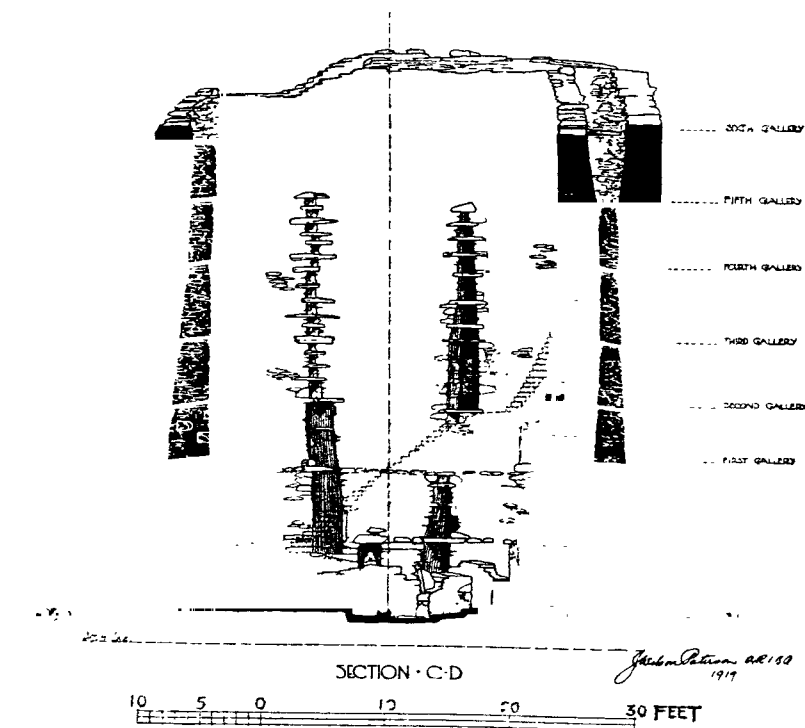 SIXTH GALLERY
FIFTH GALLERY
FOURTH GALLERY
THIRD GALLERY
SECOND GALLERY
FIRST GALLERY
SECTION · C·D
Paterson A.R.I.B.A
1919
10 5 0 10 20 30 FEET